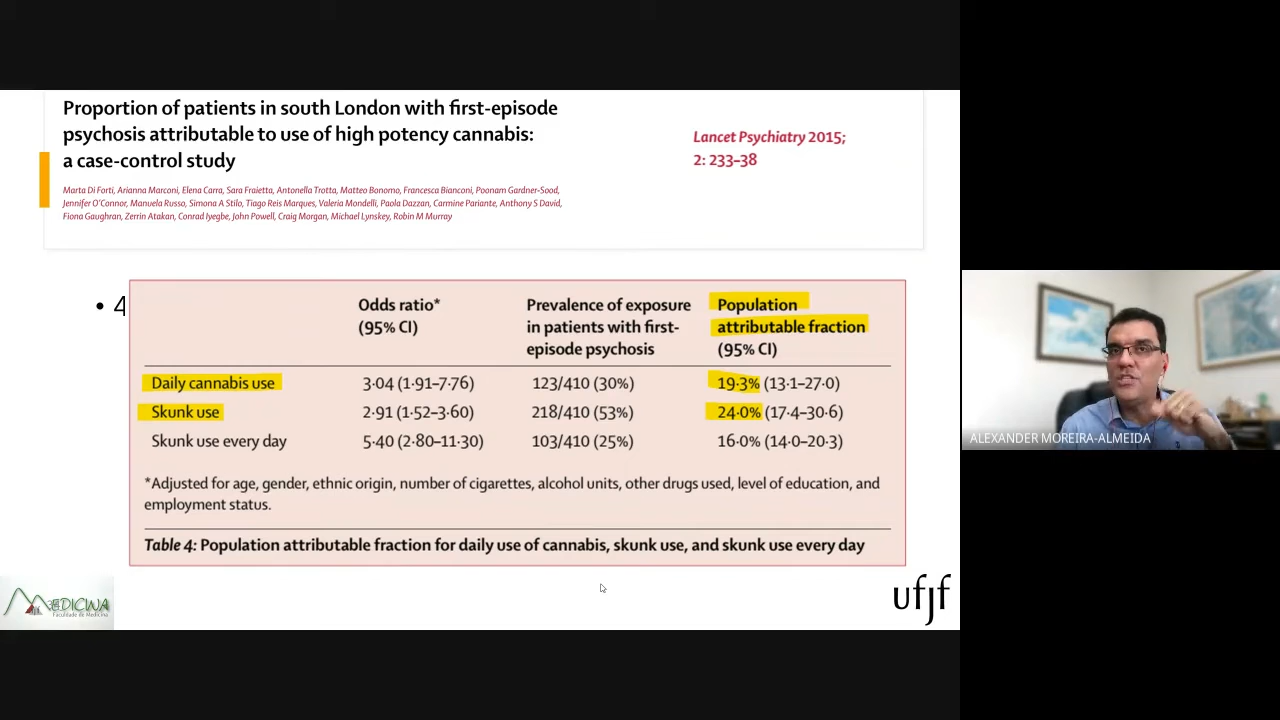 Proportion of patients in south London with first-episode
psychosis attributable to use of high potency cannabis:
a case-control study
Lancet Psychiatry 2015;
2: 233–38
Marta Di Forti, Arianna Marconi, Elena Carra, Sara Fraietta, Antonella Trotta, Matteo Bonomo, Francesca Bianconi, Poonam Gardner-Sood,
Jennifer O'Connor, Manuela Russo, Simona A Stilo, Tiago Reis Marques, Valeria Mondelli, Paola Dazzan, Carmine Pariante, Anthony S David,
Fiona Gaughran, Zerrin Atakan, Conrad Iyegbe, John Powell, Craig Morgan, Michael Lynskey, Robin M Murray
• 4
Odds ratio*
(95% CI)
Prevalence of exposure
in patients with first-
episode psychosis
Population
attributable fraction
(95% CI)
Daily cannabis use 3·04 (1·91–7·76) 123/410 (30%) 19·3% (13·1–27·0)
Skunk use 2·91 (1·52–3·60) 218/410 (53%) 24·0% (17·4–30·6)
Skunk use every day 5·40 (2·80–11·30) 103/410 (25%) 16·0% (14·0–20·3)
*Adjusted for age, gender, ethnic origin, number of cigarettes, alcohol units, other drugs used, level of education, and
employment status.
Table 4: Population attributable fraction for daily use of cannabis, skunk use, and skunk use every day
MEDICINA
Faculdade de Medicina
ufjf
ALEXANDER MOREIRA-ALMEIDA